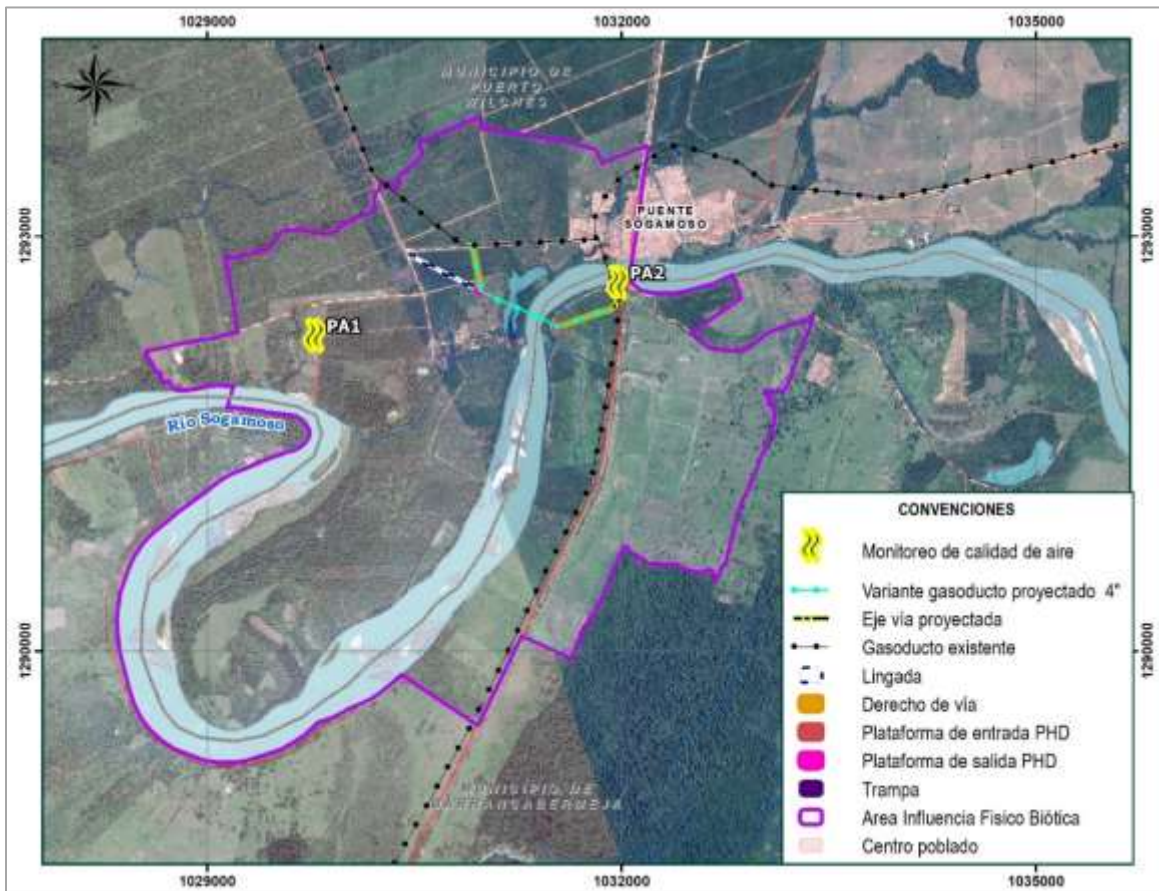 1029000
1032000
1035000
MUNICIPIO DE
PUERTO
WILCHES
1293000
1293000
PUENTE
SOGAMOSO
PA2
PA1
Río Sogamoso
1290000
1290000
MUNICIPIO DE
BARRANCABERMEJA
CONVENCIONES
Monitoreo de calidad de aire
Variante gasoducto proyectado 4"
Eje vía proyectada
Gasoducto existente
Lingada
Derecho de vía
Plataforma de entrada PHD
Plataforma de salida PHD
Trampa
Area Influencia Fisico Biótica
Centro poblado
1029000
1032000
1035000